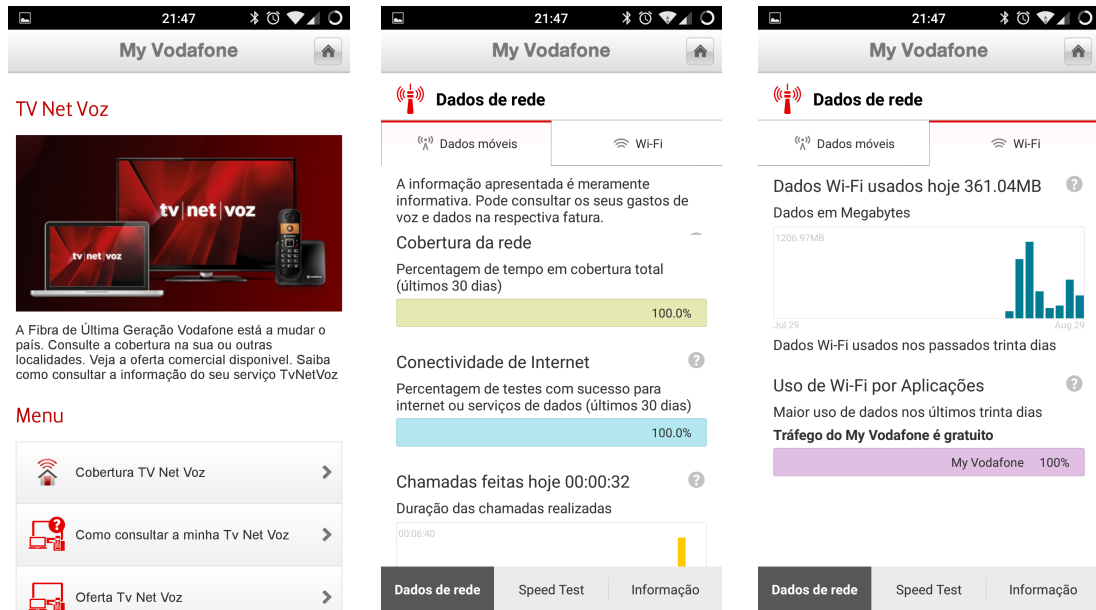 21:47
My Vodafone
TV Net Voz
tv net voz
tv net voz
A Fibra de Última Geração Vodafone está a mudar o
país. Consulte a cobertura na sua ou outras
localidades. Veja a oferta comercial disponivel. Saiba
como consultar a informação do seu serviço TvNetVoz
Menu
Cobertura TV Net Voz
Como consultar a minha Tv Net Voz
Oferta Tv Net Voz
21:47
My Vodafone
Dados de rede
Dados móveis
Wi-Fi
A informação apresentada é meramente
informativa. Pode consultar os seus gastos de
voz e dados na respectiva fatura.
Cobertura da rede
Percentagem de tempo em cobertura total
(últimos 30 dias)
100.0%
Conectividade de Internet
?
Percentagem de testes com sucesso para
internet ou serviços de dados (últimos 30 dias)
100.0%
Chamadas feitas hoje 00:00:32
?
Duração das chamadas realizadas
00:06:40
Dados de rede
Speed Test
Informação
21:47
My Vodafone
Dados de rede
Dados móveis
Wi-Fi
Dados Wi-Fi usados hoje 361.04MB
?
Dados em Megabytes
1206.97MB
Jul 29
Aug 29
Dados Wi-Fi usados nos passados trinta dias
Uso de Wi-Fi por Aplicações
?
Maior uso de dados nos últimos trinta dias
Tráfego do My Vodafone é gratuito
My Vodafone 100%
Dados de rede
Speed Test
Informação